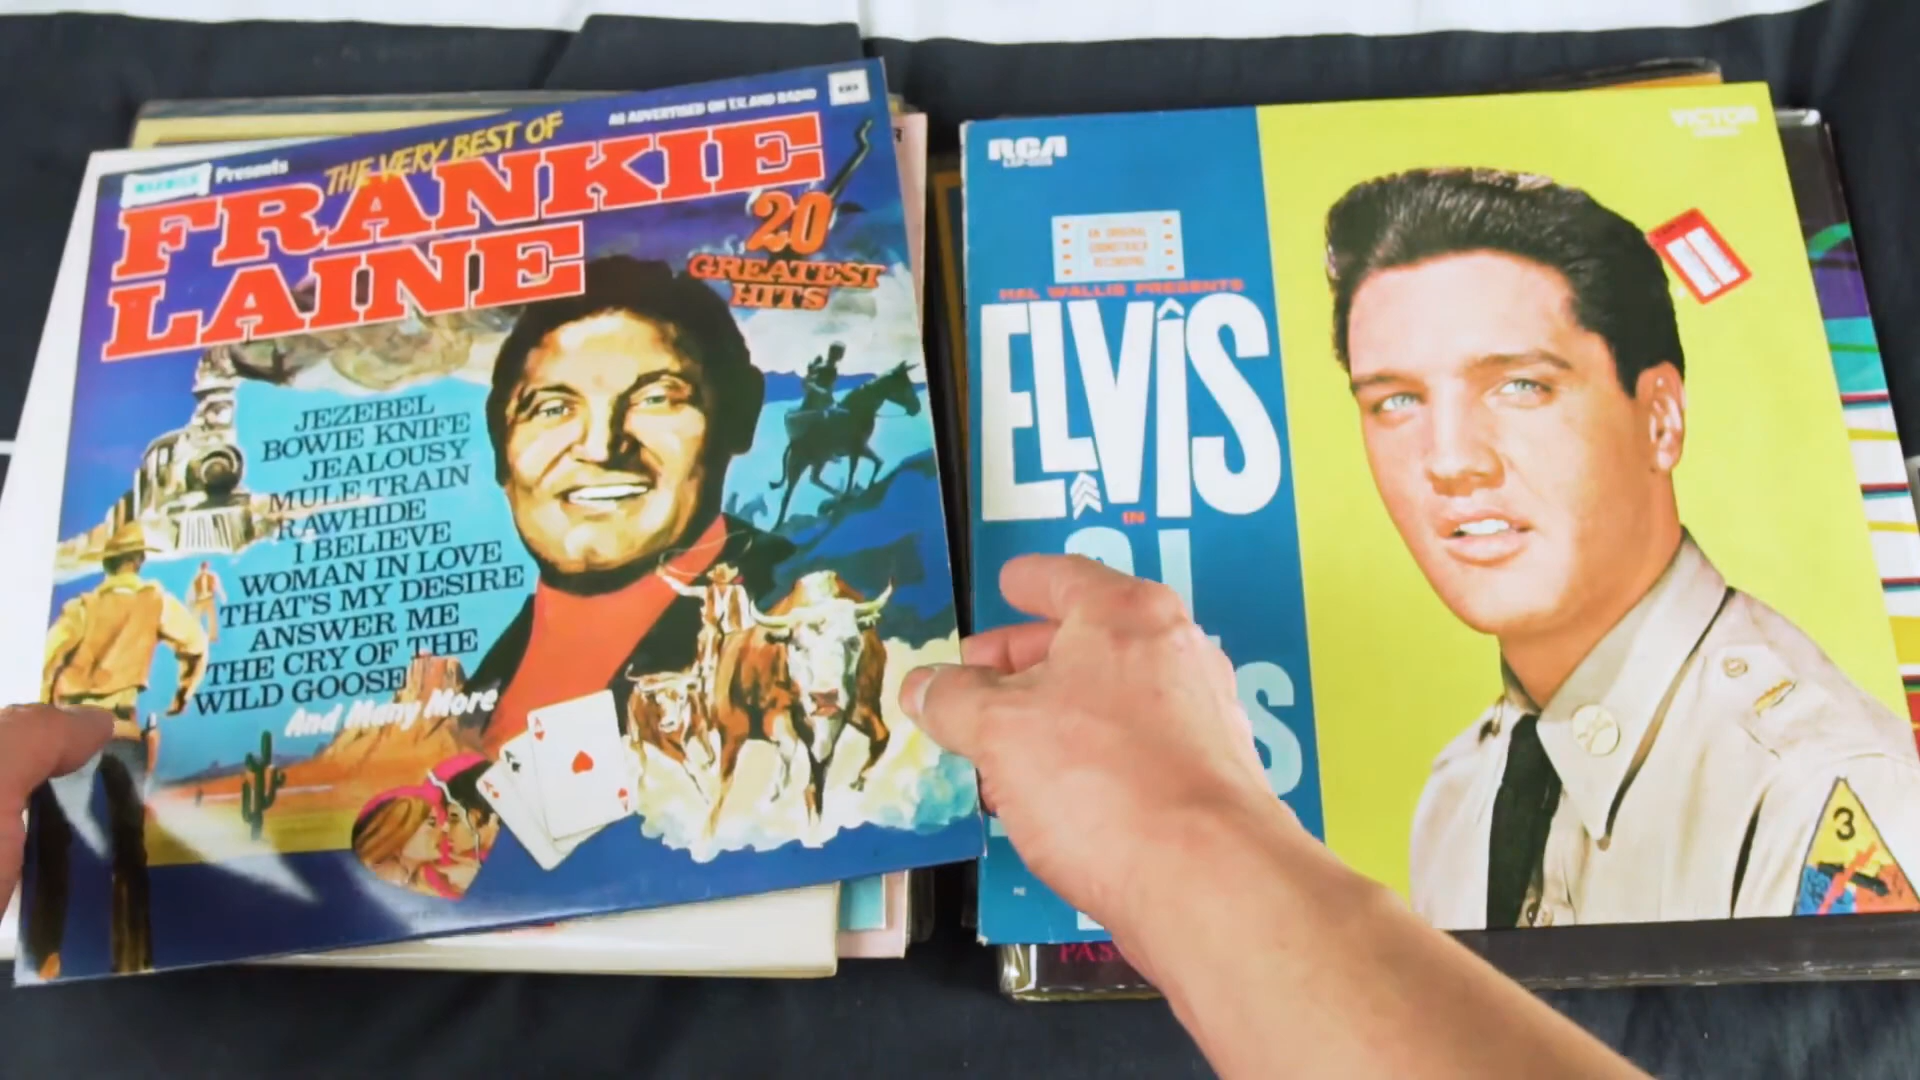 Presents
THE VERY BEST OF
AS ADVERTISED ON T.V. AND RADIO
FRANKIE
LAINE
20
GREATEST
HITS
JEZEBEL
BOWIE KNIFE
JEALOUSY
MULE TRAIN
RAWHIDE
I BELIEVE
WOMAN IN LOVE
THAT'S MY DESIRE
ANSWER ME
THE CRY OF THE
WILD GOOSE
And Many More
RCA
VICTOR
AN ORIGINAL
SOUNDTRACK
RECORDING
HAL WALLIS PRESENTS
ELVIS
IN
3